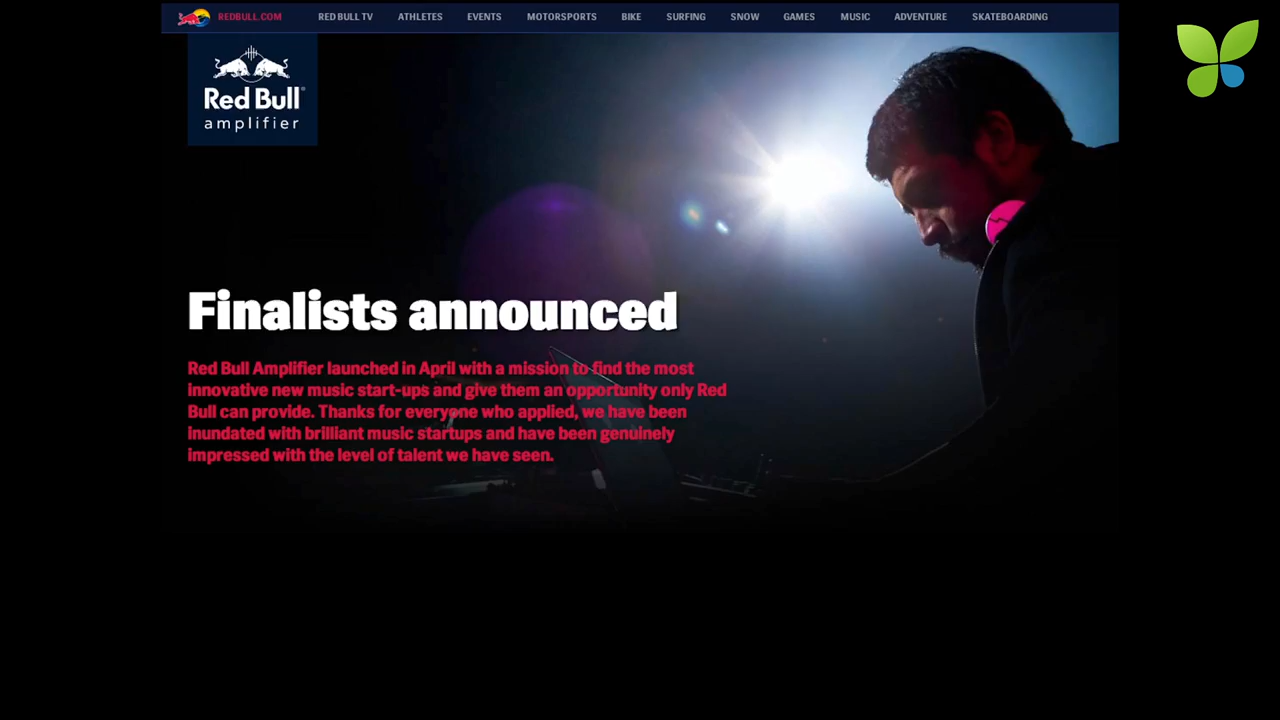 REDBULL.COM RED BULL TV ATHLETES EVENTS MOTORSPORTS BIKE SURFING SNOW GAMES MUSIC ADVENTURE SKATEBOARDING
Red Bull®
amplifier
Finalists announced
Red Bull Amplifier launched in April with a mission to find the most
innovative new music start-ups and give them an opportunity only Red
Bull can provide. Thanks for everyone who applied, we have been
inundated with brilliant music startups and have been genuinely
impressed with the level of talent we have seen.